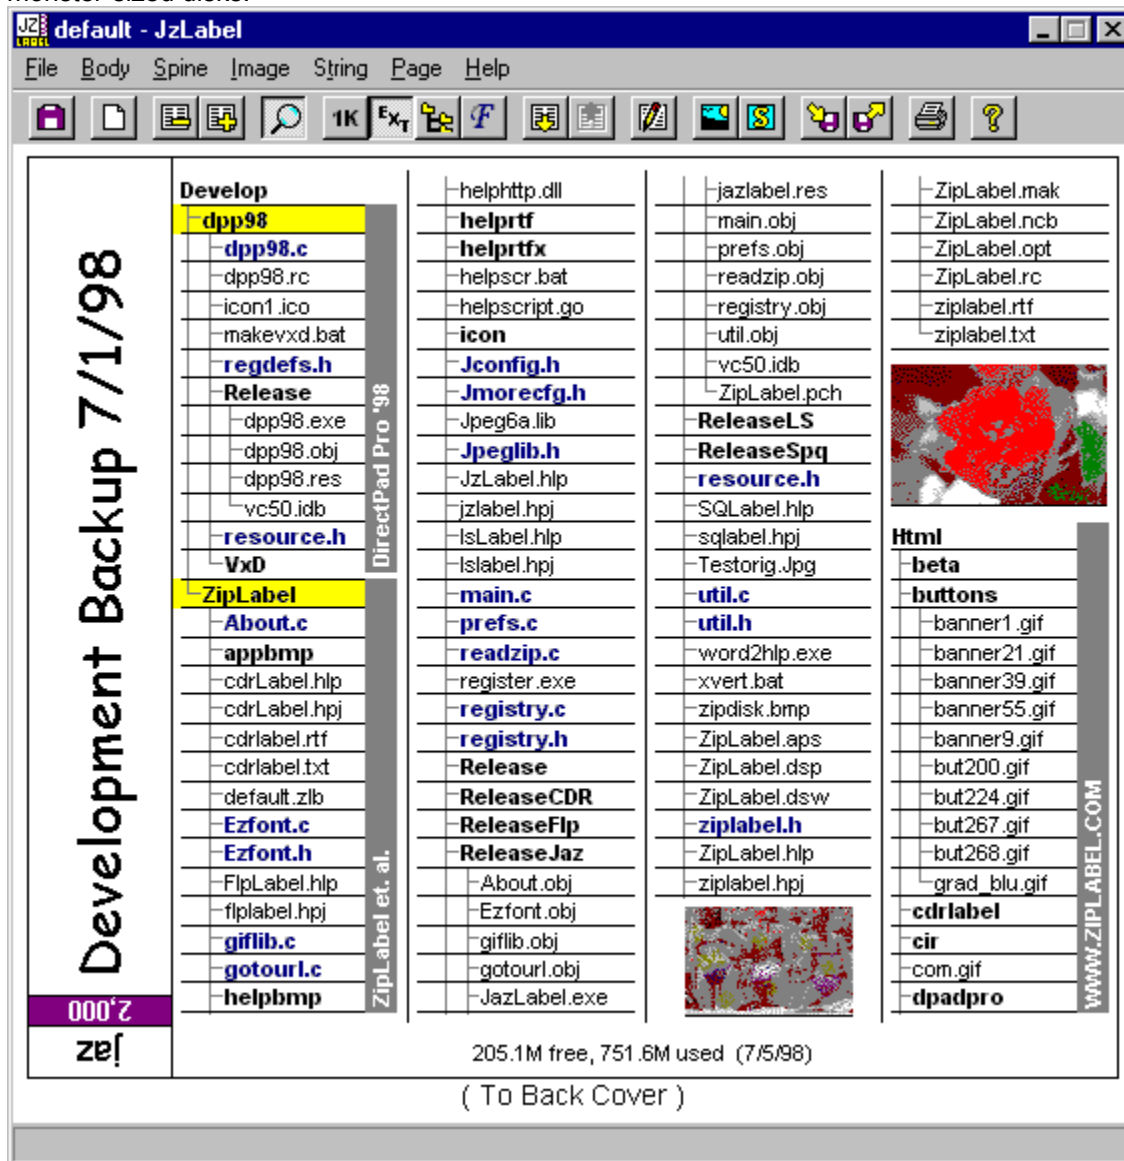 monster-sized disks.
JZ
LABEL
default - JzLabel
File Body Spine Image String Page Help
1K
EXT
F
S
?
Development Backup 7/1/98
2,000
jaz
Develop
dpp98
dpp98.c
dpp98.rc
icon1.ico
makevxd.bat
regdefs.h
Release
dpp98.exe
dpp98.obj
dpp98.res
vc50.idb
resource.h
VxD
DirectPad Pro '98
ZipLabel
About.c
appbmp
cdrLabel.hlp
cdrLabel.hpj
cdrlabel.rtf
cdrlabel.txt
default.zlb
Ezfont.c
Ezfont.h
FlpLabel.hlp
flplabel.hpj
giflib.c
gotourl.c
helpbmp
ZipLabel et. al.
helphttp.dll
helprtf
helprtfx
helpscr.bat
helpscript.go
icon
Jconfig.h
Jmorecfg.h
Jpeg6a.lib
Jpeglib.h
JzLabel.hlp
jzlabel.hpj
lsLabel.hlp
lslabel.hpj
main.c
prefs.c
readzip.c
register.exe
registry.c
registry.h
Release
ReleaseCDR
ReleaseFlp
ReleaseJaz
About.obj
Ezfont.obj
giflib.obj
gotourl.obj
JazLabel.exe
jazlabel.res
main.obj
prefs.obj
readzip.obj
registry.obj
util.obj
vc50.idb
ZipLabel.pch
ReleaseLS
ReleaseSpq
resource.h
SQLabel.hlp
sqlabel.hpj
Testorig.Jpg
util.c
util.h
word2hlp.exe
xvert.bat
zipdisk.bmp
ZipLabel.aps
ZipLabel.dsp
ZipLabel.dsw
ziplabel.h
ZipLabel.hlp
ziplabel.hpj
ZipLabel.mak
ZipLabel.ncb
ZipLabel.opt
ZipLabel.rc
ziplabel.rtf
ziplabel.txt
Html
beta
buttons
banner1.gif
banner21.gif
banner39.gif
banner55.gif
banner9.gif
but200.gif
but224.gif
but267.gif
but268.gif
grad_blu.gif
cdrlabel
cir
com.gif
dpadpro
WWW.ZIPLABEL.COM
205.1M free, 751.6M used (7/5/98)
( To Back Cover )